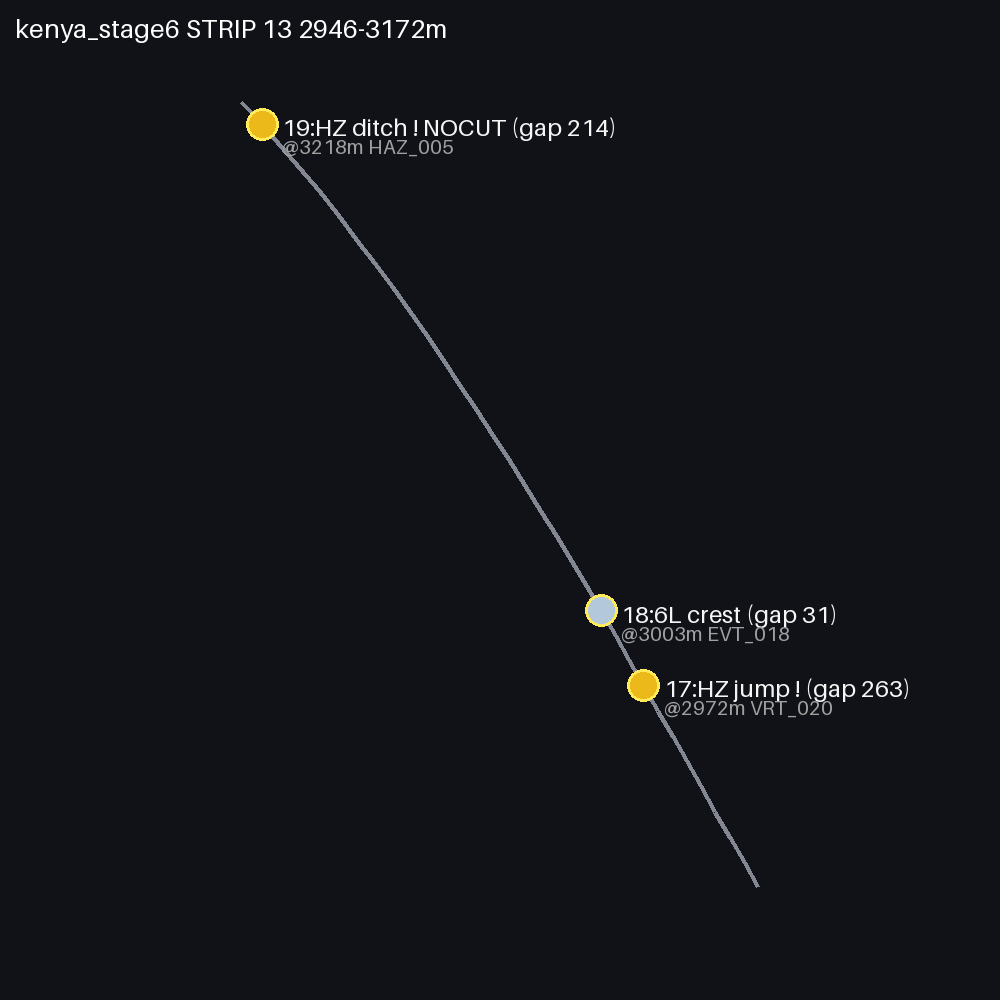 kenya_stage6 STRIP 13 2946-3172m
19:HZ ditch ! NOCUT (gap 214)
@3218m HAZ_005
18:6L crest (gap 31)
@3003m EVT_018
17:HZ jump ! (gap 263)
@2972m VRT_020